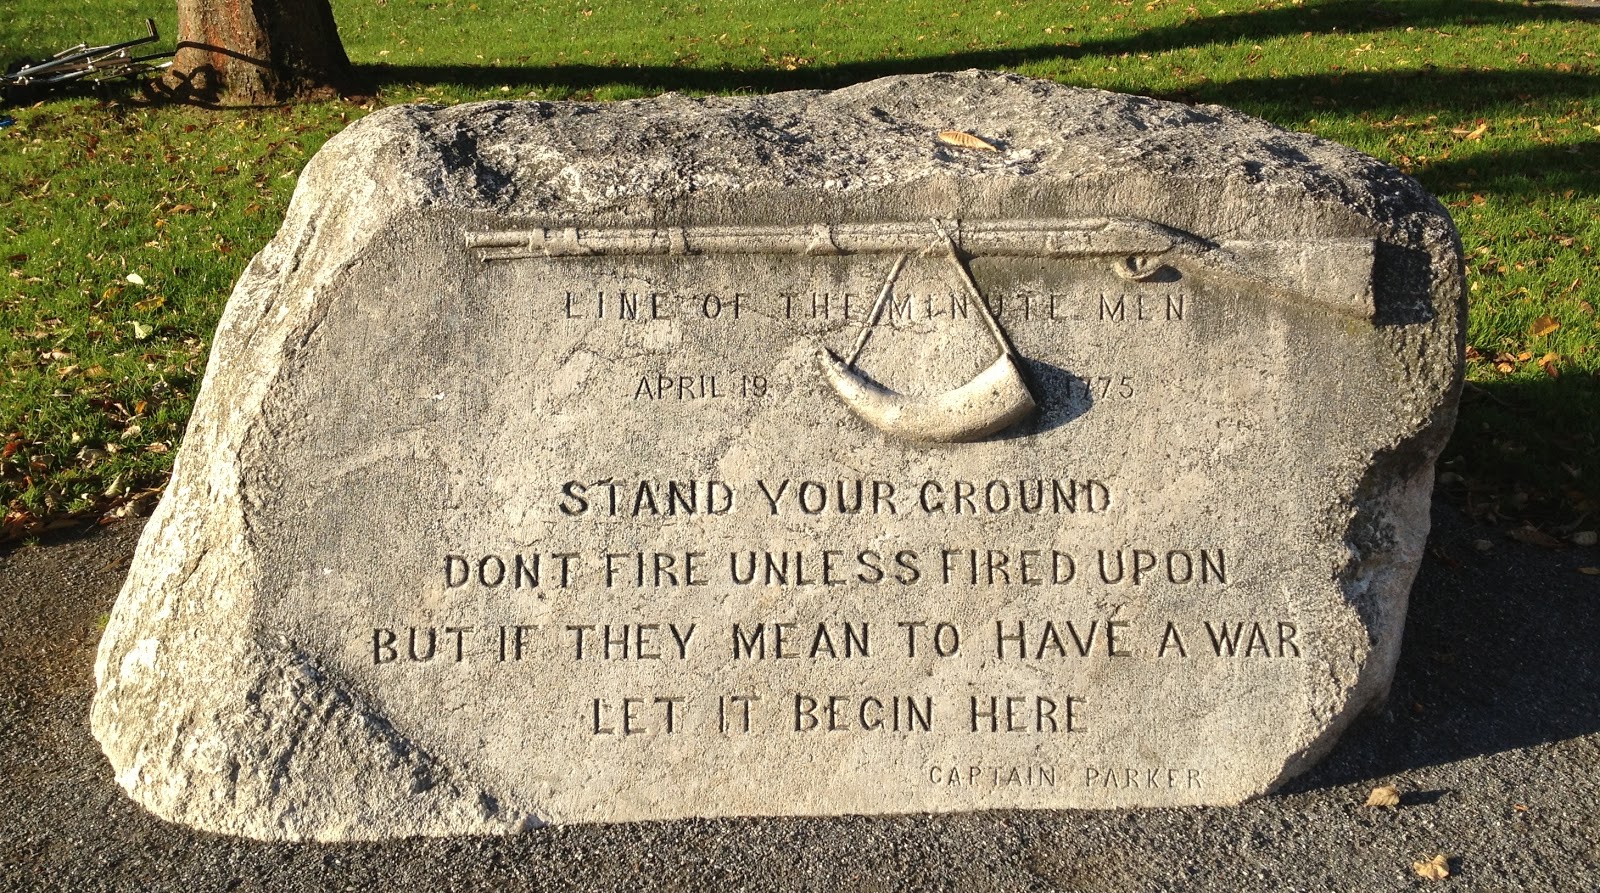 LINE OF THE MINUTE MEN
APRIL 19 1775
STAND YOUR GROUND
DONT FIRE UNLESS FIRED UPON
BUT IF THEY MEAN TO HAVE A WAR
LET IT BEGIN HERE
CAPTAIN PARKER